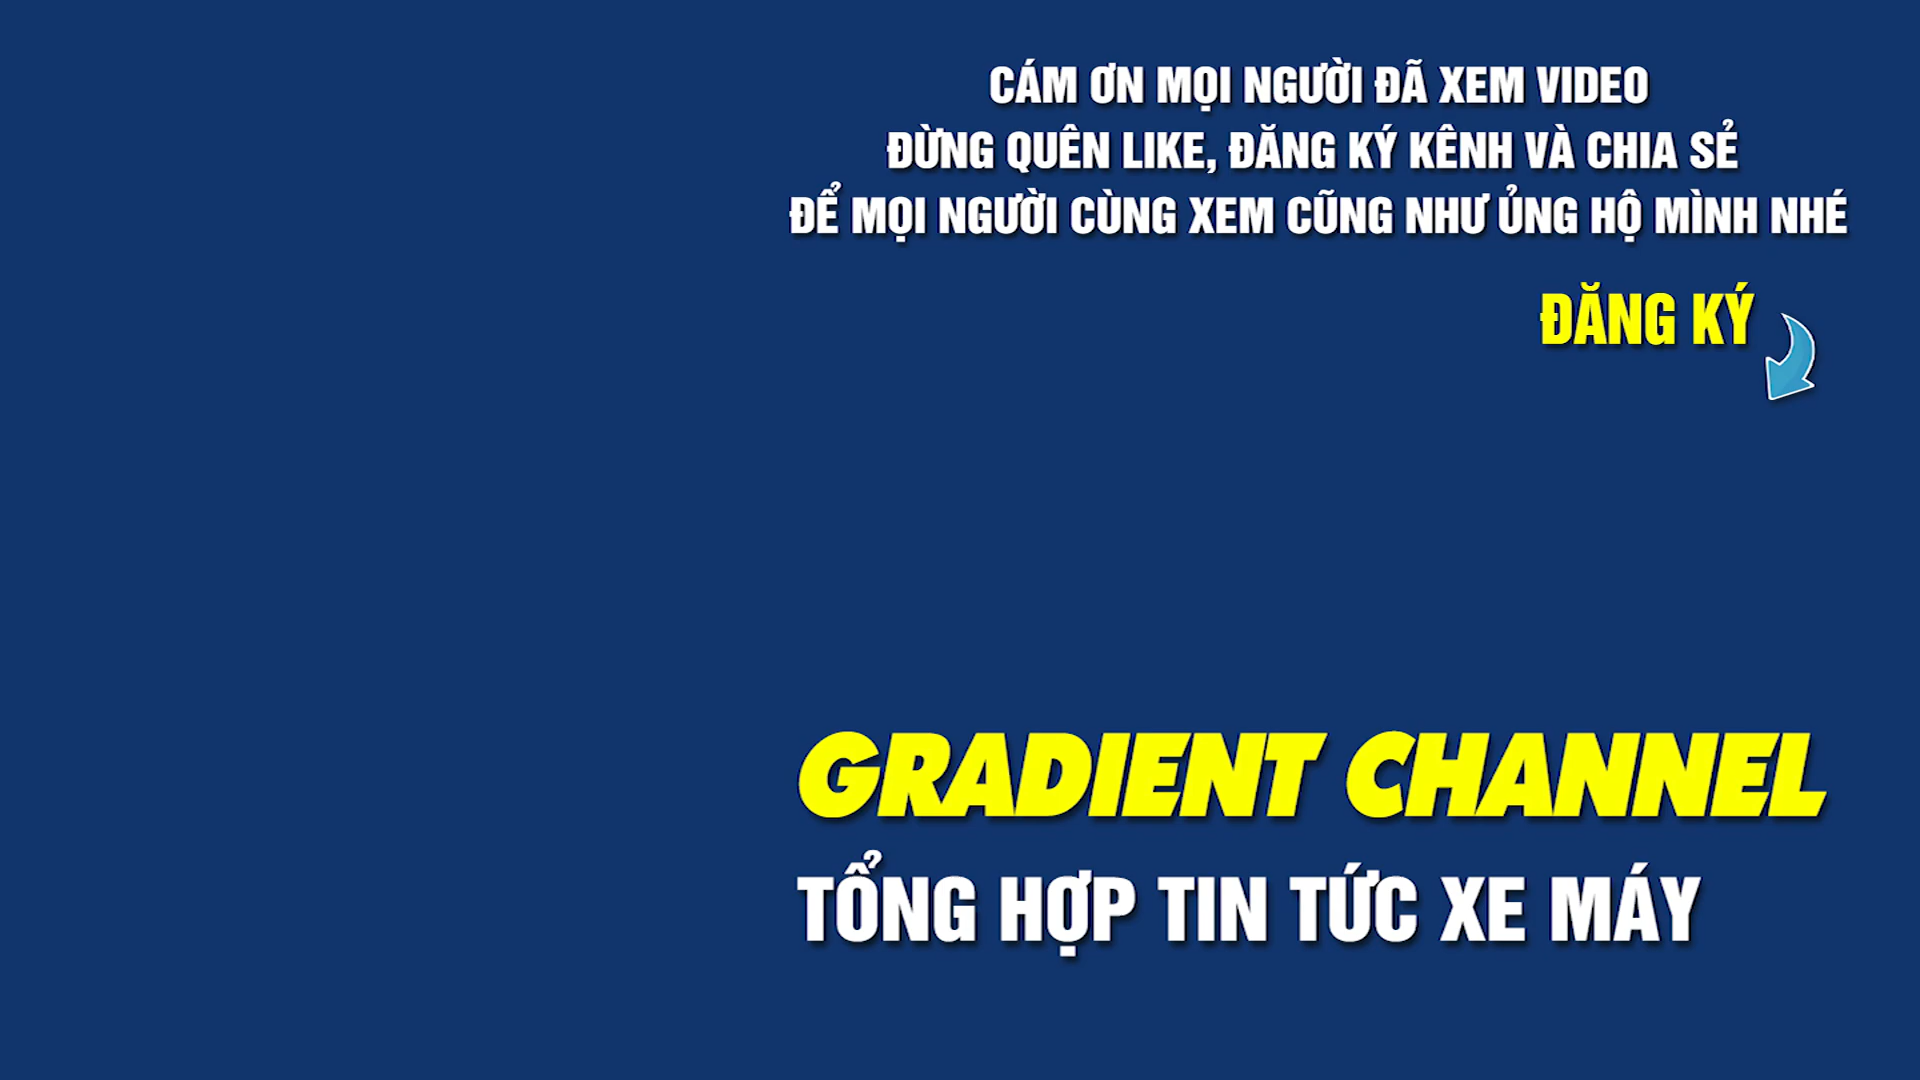 CÁM ƠN MỌI NGƯỜI ĐÃ XEM VIDEO
ĐỪNG QUÊN LIKE, ĐĂNG KÝ KÊNH VÀ CHIA SẺ
ĐỂ MỌI NGƯỜI CÙNG XEM CŨNG NHƯ ỦNG HỘ MÌNH NHÉ
ĐĂNG KÝ
GRADIENT CHANNEL
TỔNG HỢP TIN TỨC XE MÁY